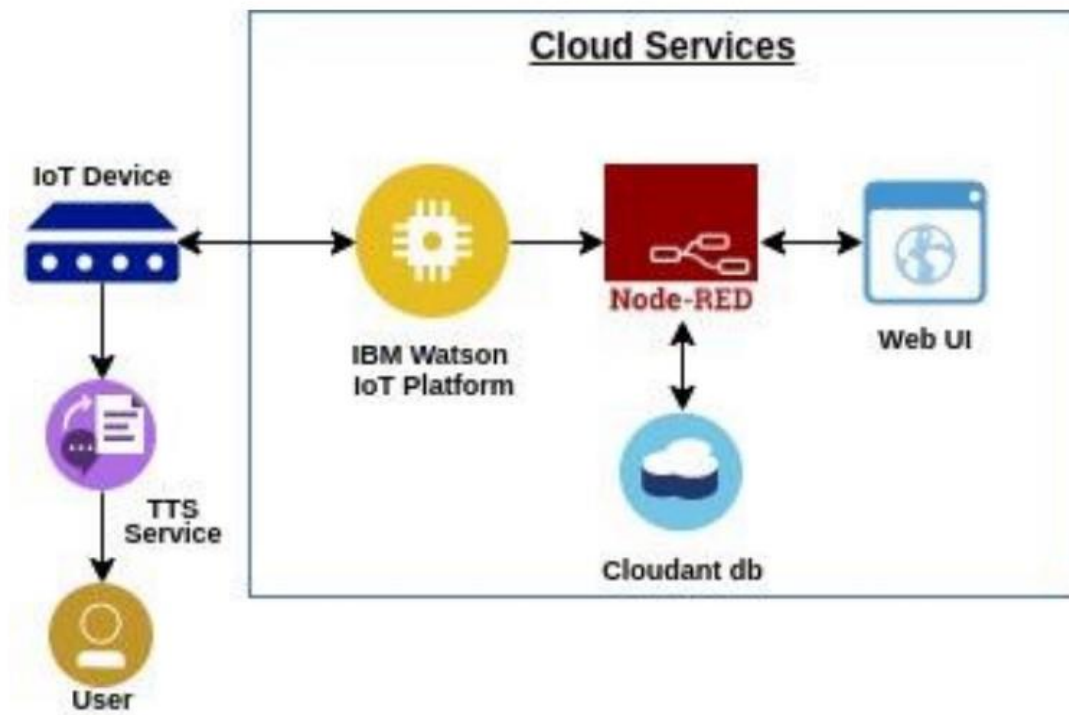 Cloud Services
IoT Device
Node-RED
IBM Watson
IoT Platform
Web UI
TTS
Service
Cloudant db
User